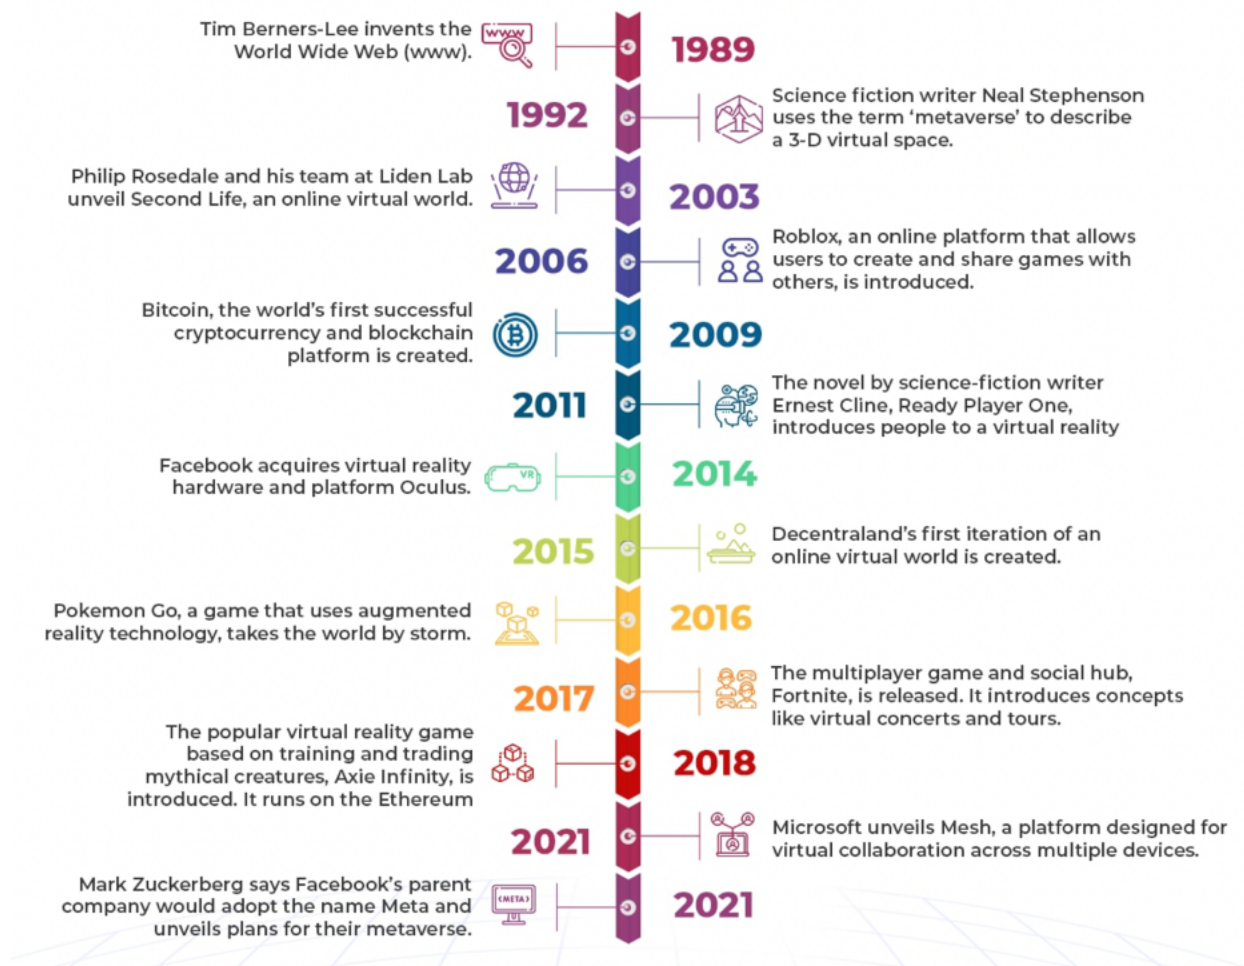 Tim Berners-Lee invents the
World Wide Web (www).
WWW
1989
1992
Science fiction writer Neal Stephenson
uses the term ‘metaverse’ to describe
a 3-D virtual space.
Philip Rosedale and his team at Liden Lab
unveil Second Life, an online virtual world.
2003
2006
Roblox, an online platform that allows
users to create and share games with
others, is introduced.
Bitcoin, the world’s first successful
cryptocurrency and blockchain
platform is created.
2009
2011
The novel by science-fiction writer
Ernest Cline, Ready Player One,
introduces people to a virtual reality
Facebook acquires virtual reality
hardware and platform Oculus.
VR
2014
2015
Decentraland’s first iteration of an
online virtual world is created.
Pokemon Go, a game that uses augmented
reality technology, takes the world by storm.
2016
2017
The multiplayer game and social hub,
Fortnite, is released. It introduces concepts
like virtual concerts and tours.
The popular virtual reality game
based on training and trading
mythical creatures, Axie Infinity, is
introduced. It runs on the Ethereum
2018
2021
Microsoft unveils Mesh, a platform designed for
virtual collaboration across multiple devices.
Mark Zuckerberg says Facebook’s parent
company would adopt the name Meta and
unveils plans for their metaverse.
<META>
2021